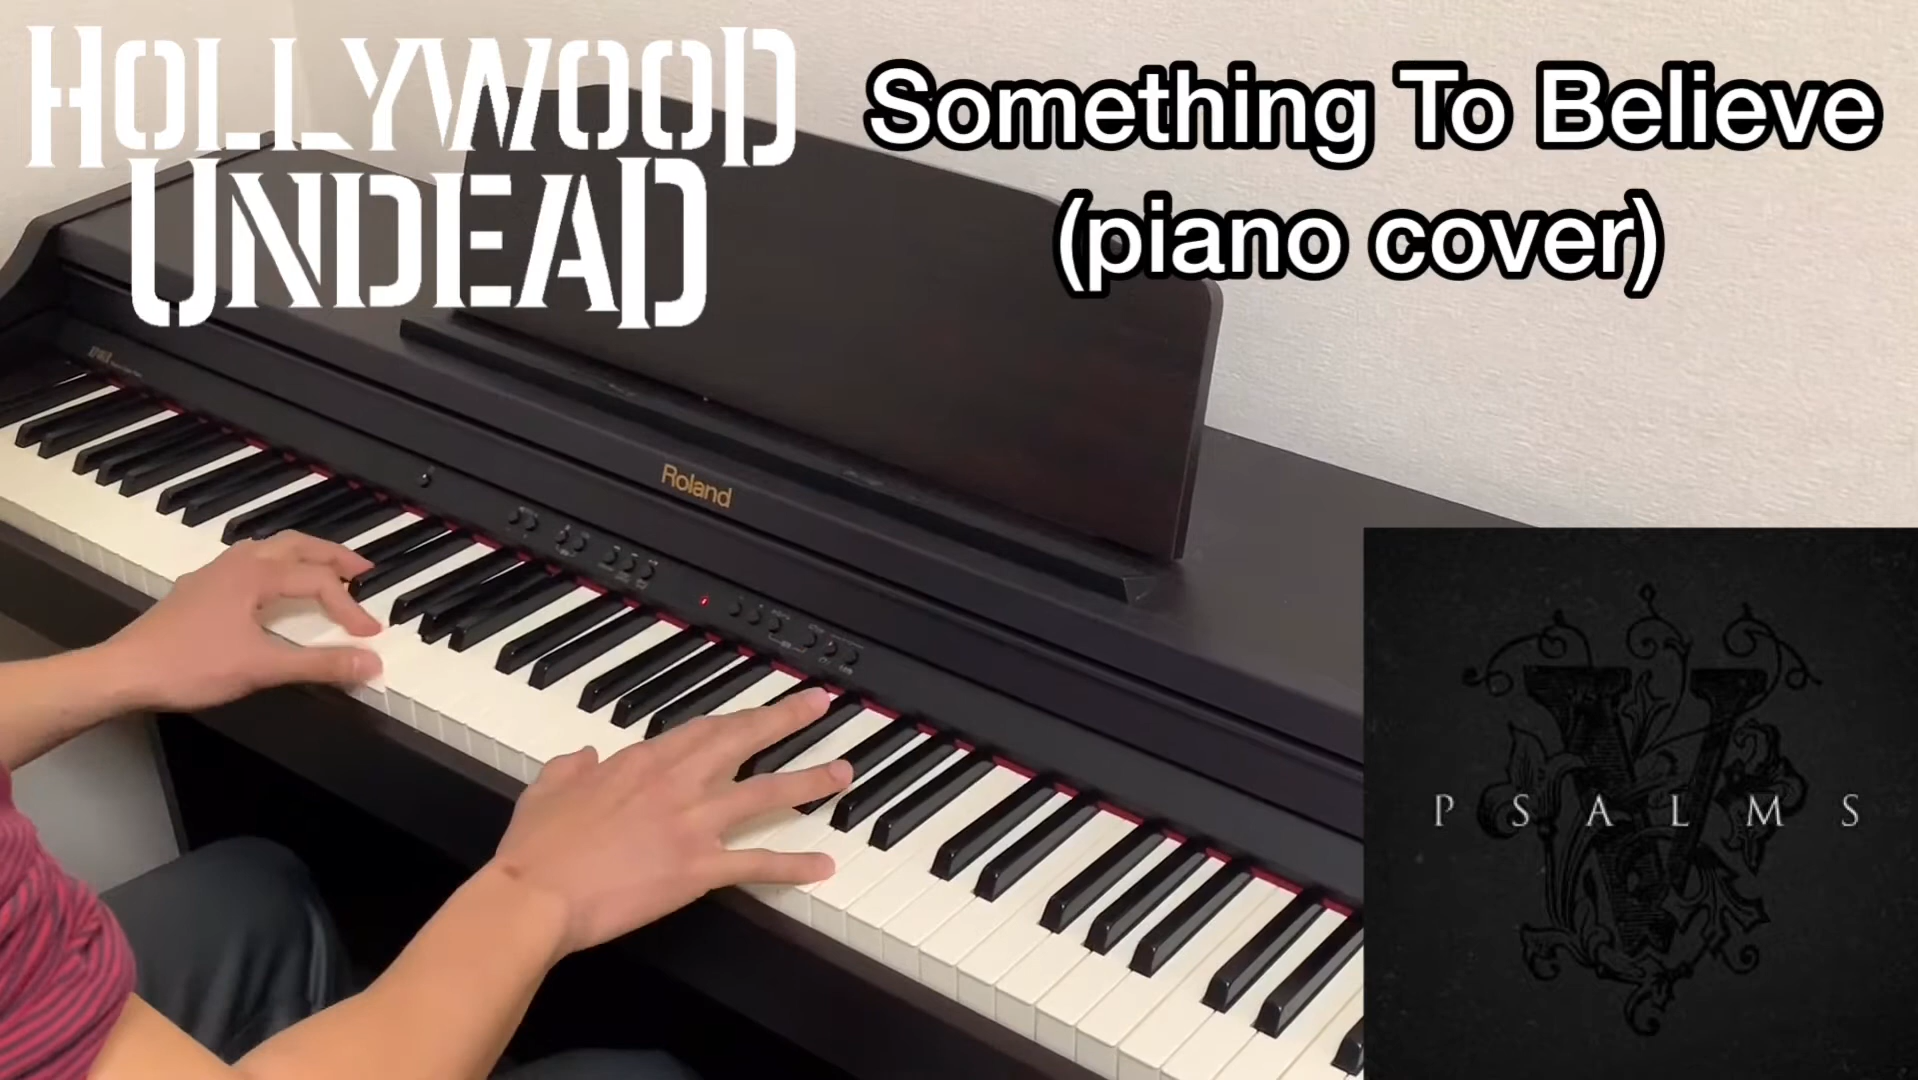 HOLLYWOOD
UNDEAD
Something To Believe
(piano cover)
Roland
PSALMS